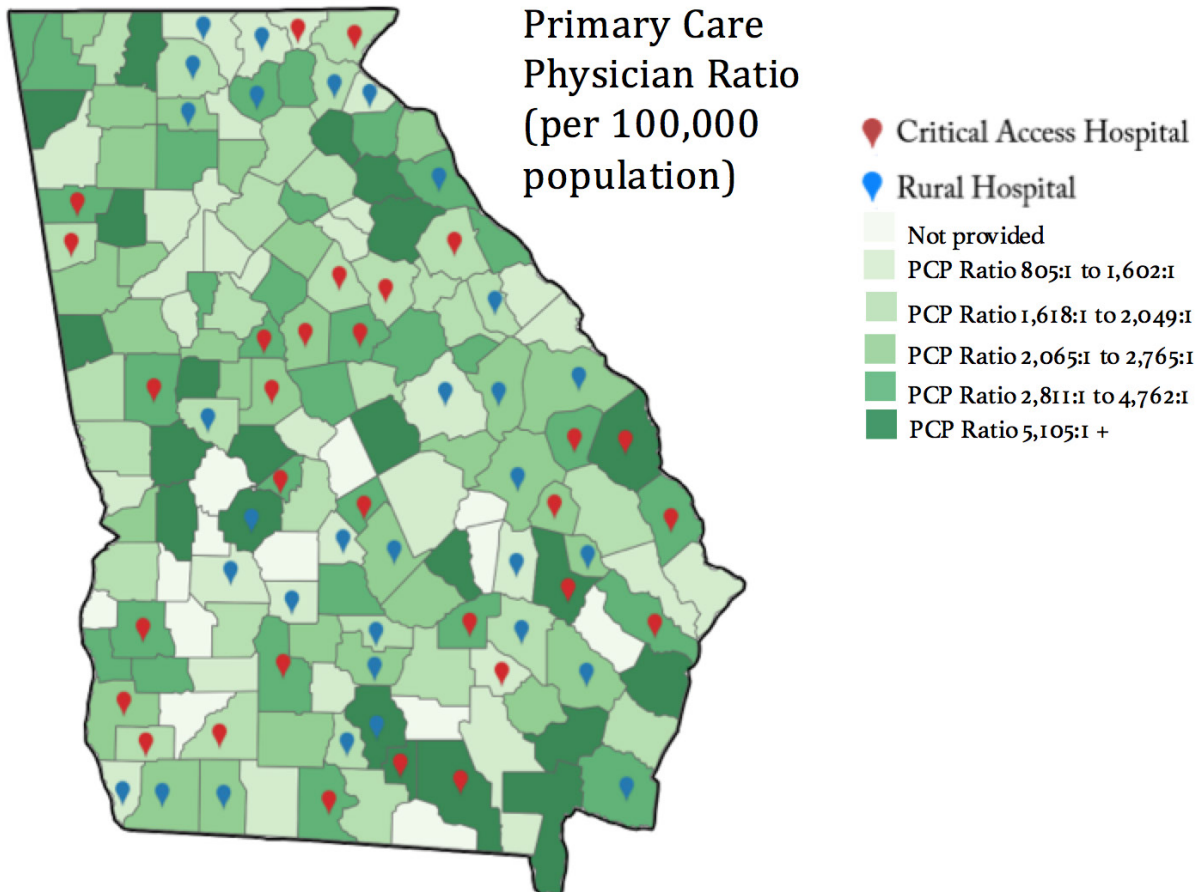 Primary Care
Physician Ratio
(per 100,000
population)
Critical Access Hospital
Rural Hospital
Not provided
PCP Ratio 805:1 to 1,602:1
PCP Ratio 1,618:1 to 2,049:1
PCP Ratio 2,065:1 to 2,765:1
PCP Ratio 2,811:1 to 4,762:1
PCP Ratio 5,105:1 +